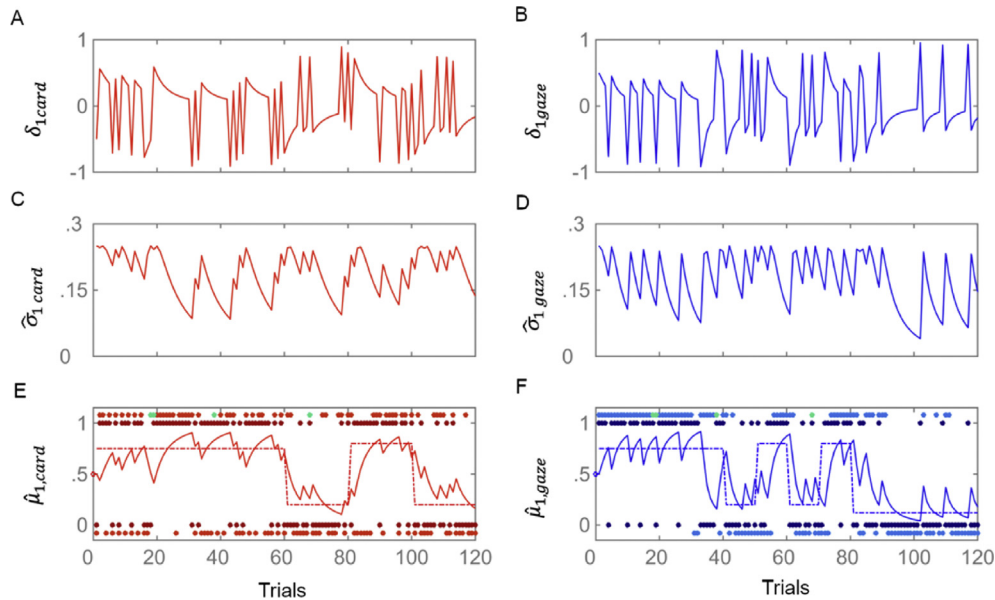 A
B
1
0
-1
δ1card
1
0
-1
δ1gaze
C
D
.3
.15
0
σ̂1 card
.3
.15
0
σ̂1 gaze
E
F
1
.5
0
μ̂1,card
0 20 40 60 80 100 120
Trials
1
.5
0
μ̂1,gaze
0 20 40 60 80 100 120
Trials